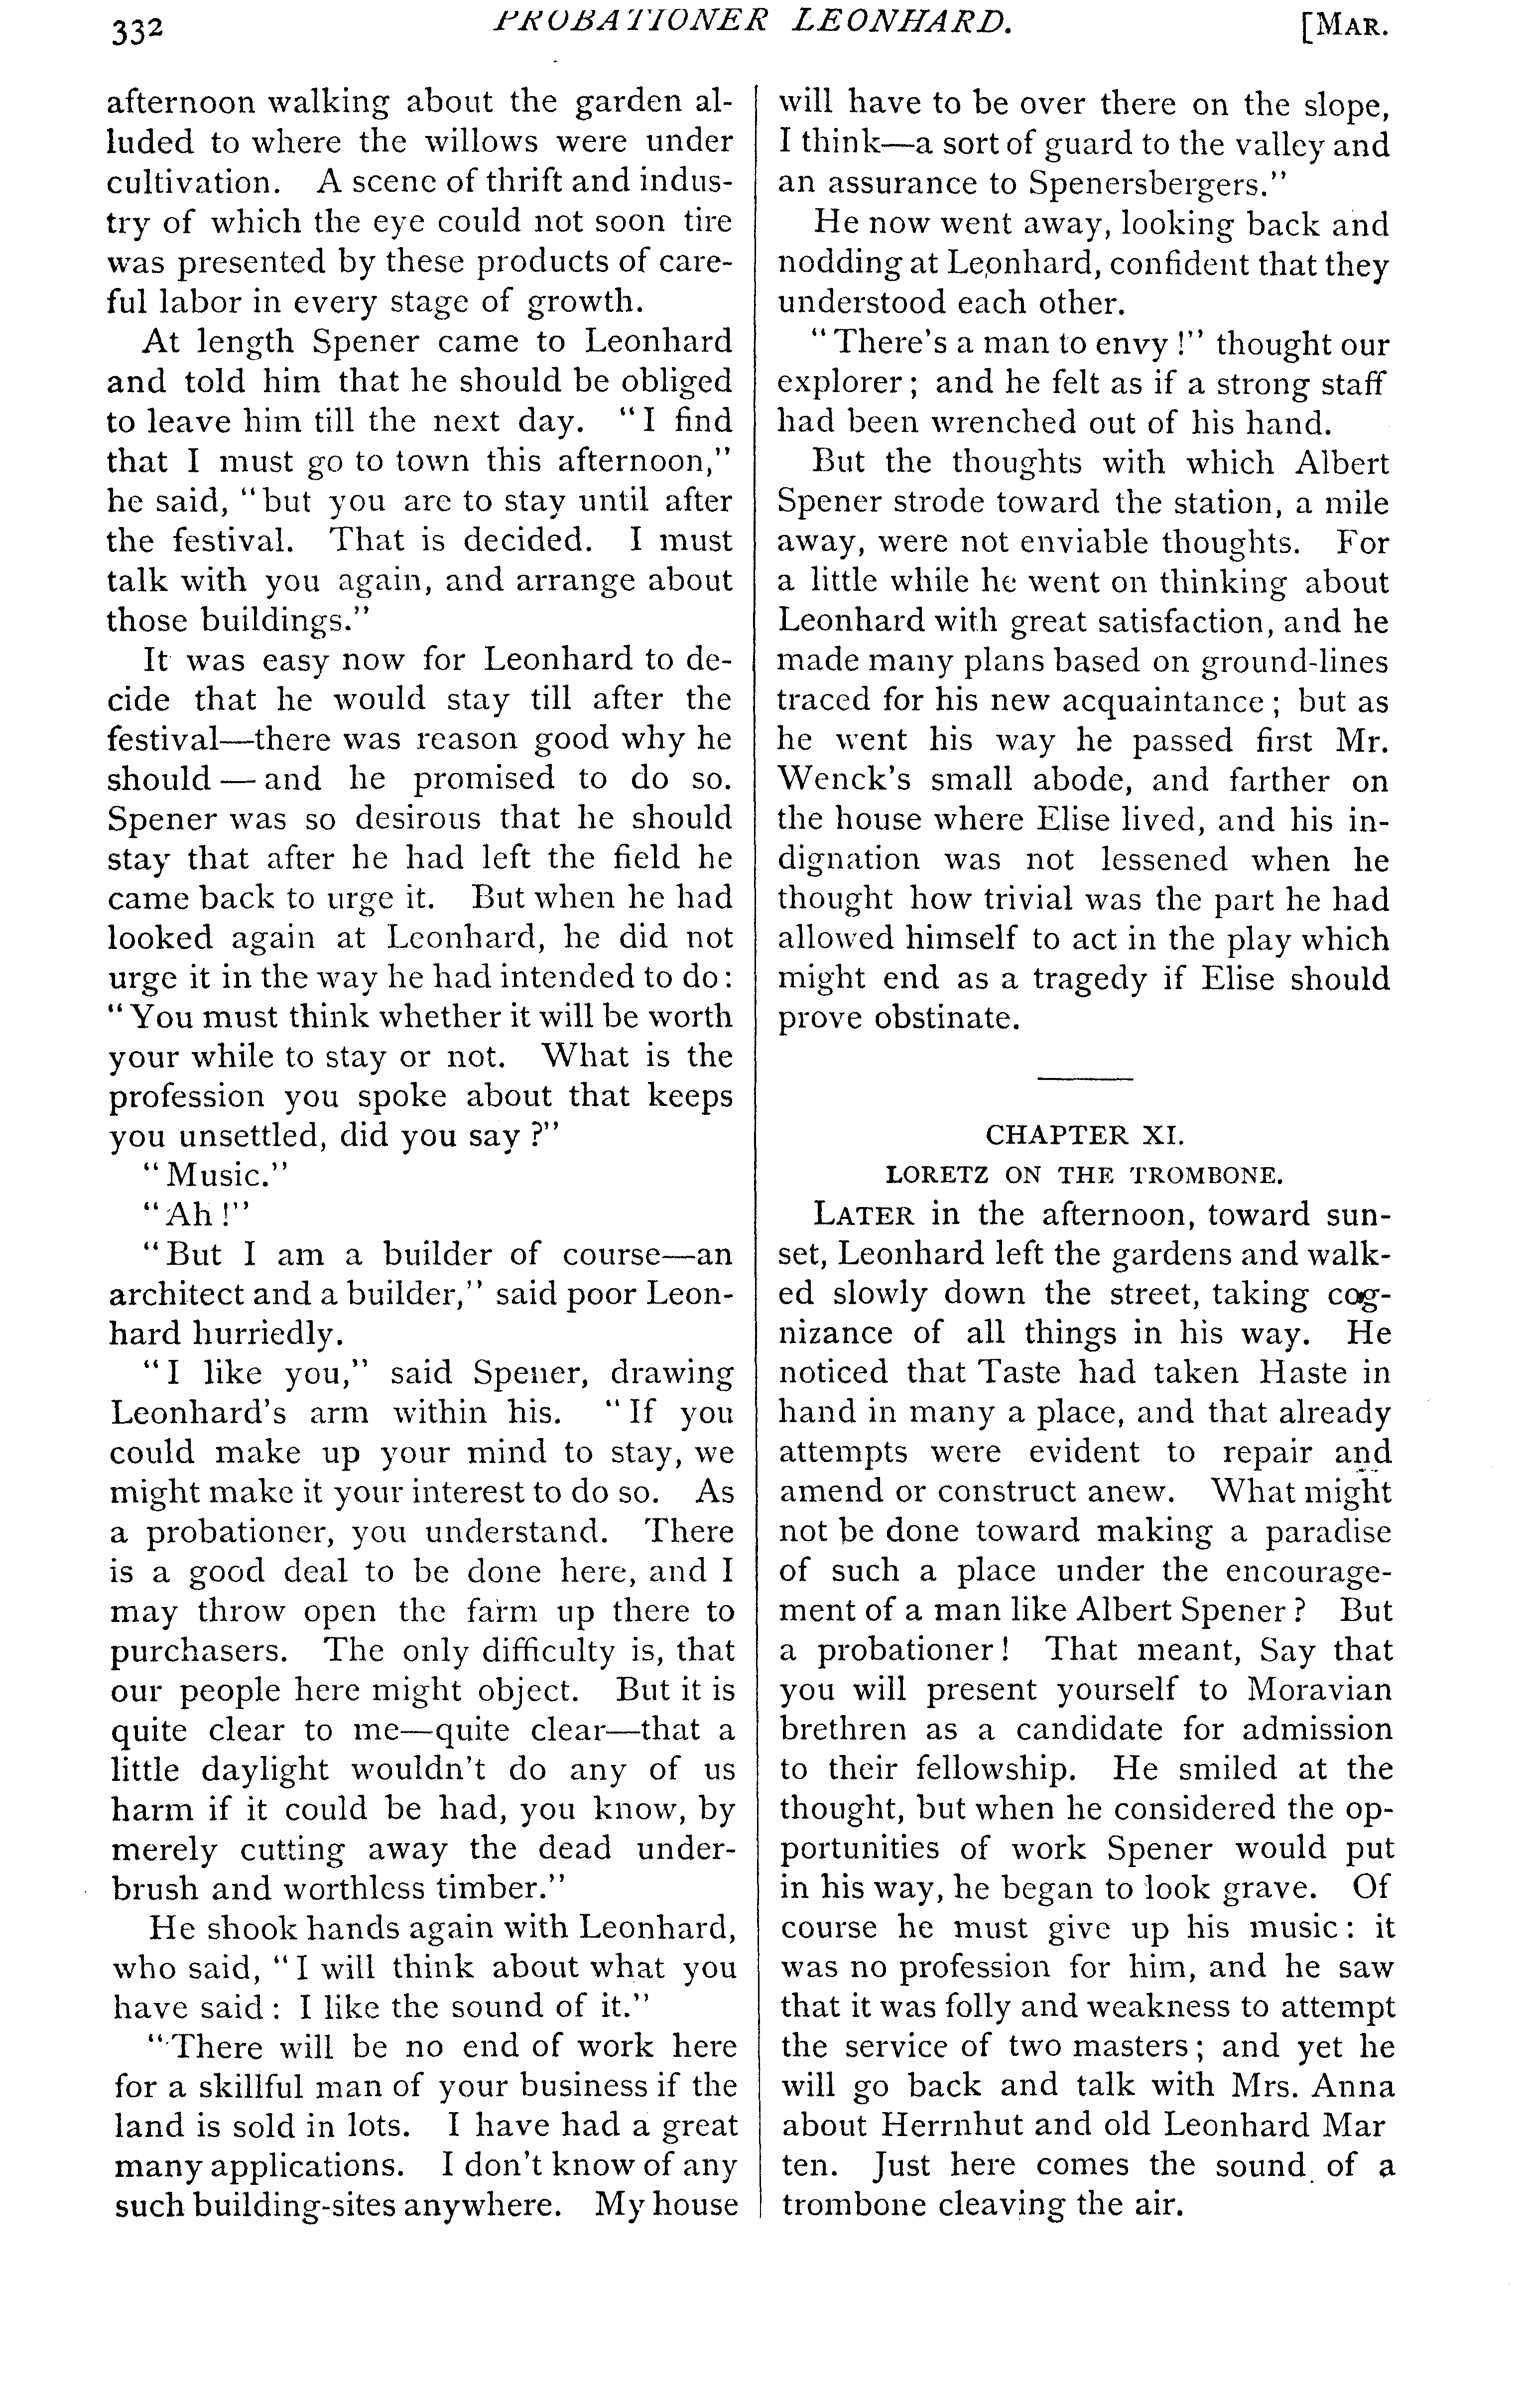 332
PROBATIONER LEONHARD.
[MAR.
afternoon walking about the garden al-
luded to where the willows were under
cultivation. A scene of thrift and indus-
try of which the eye could not soon tire
was presented by these products of care-
ful labor in every stage of growth.
At length Spener came to Leonhard
and told him that he should be obliged
to leave him till the next day. "I find
that I must go to town this afternoon,"
he said, "but you are to stay until after
the festival. That is decided. I must
talk with you again, and arrange about
those buildings."
It was easy now for Leonhard to de-
cide that he would stay till after the
festival—there was reason good why he
should — and he promised to do so.
Spener was so desirous that he should
stay that after he had left the field he
came back to urge it. But when he had
looked again at Leonhard, he did not
urge it in the way he had intended to do:
"You must think whether it will be worth
your while to stay or not. What is the
profession you spoke about that keeps
you unsettled, did you say?"
"Music."
"Ah!"
"But I am a builder of course—an
architect and a builder," said poor Leon-
hard hurriedly.
"I like you," said Spener, drawing
Leonhard's arm within his. "If you
could make up your mind to stay, we
might make it your interest to do so. As
a probationer, you understand. There
is a good deal to be done here, and I
may throw open the farm up there to
purchasers. The only difficulty is, that
our people here might object. But it is
quite clear to me—quite clear—that a
little daylight wouldn't do any of us
harm if it could be had, you know, by
merely cutting away the dead under-
brush and worthless timber."
He shook hands again with Leonhard,
who said, "I will think about what you
have said: I like the sound of it."
"There will be no end of work here
for a skillful man of your business if the
land is sold in lots. I have had a great
many applications. I don't know of any
such building-sites anywhere. My house
will have to be over there on the slope,
I think—a sort of guard to the valley and
an assurance to Spenersbergers."
He now went away, looking back and
nodding at Leonhard, confident that they
understood each other.
"There's a man to envy!" thought our
explorer; and he felt as if a strong staff
had been wrenched out of his hand.
But the thoughts with which Albert
Spener strode toward the station, a mile
away, were not enviable thoughts. For
a little while he went on thinking about
Leonhard with great satisfaction, and he
made many plans based on ground-lines
traced for his new acquaintance; but as
he went his way he passed first Mr.
Wenck's small abode, and farther on
the house where Elise lived, and his in-
dignation was not lessened when he
thought how trivial was the part he had
allowed himself to act in the play which
might end as a tragedy if Elise should
prove obstinate.
CHAPTER XI.
LORETZ ON THE TROMBONE.
LATER in the afternoon, toward sun-
set, Leonhard left the gardens and walk-
ed slowly down the street, taking cog-
nizance of all things in his way. He
noticed that Taste had taken Haste in
hand in many a place, and that already
attempts were evident to repair and
amend or construct anew. What might
not be done toward making a paradise
of such a place under the encourage-
ment of a man like Albert Spener? But
a probationer! That meant, Say that
you will present yourself to Moravian
brethren as a candidate for admission
to their fellowship. He smiled at the
thought, but when he considered the op-
portunities of work Spener would put
in his way, he began to look grave. Of
course he must give up his music: it
was no profession for him, and he saw
that it was folly and weakness to attempt
the service of two masters; and yet he
will go back and talk with Mrs. Anna
about Herrnhut and old Leonhard Mar
ten. Just here comes the sound of a
trombone cleaving the air.